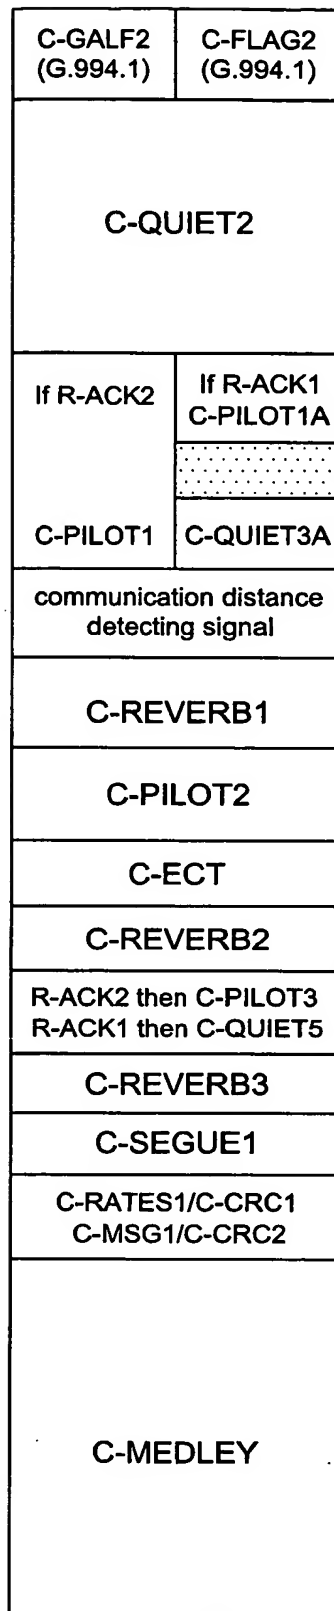 C-GALF2
(G.994.1)
C-FLAG2
(G.994.1)
C-QUIET2
If R-ACK2
If R-ACK1
C-PILOT1A
C-PILOT1
C-QUIET3A
communication distance
detecting signal
C-REVERB1
C-PILOT2
C-ECT
C-REVERB2
R-ACK2 then C-PILOT3
R-ACK1 then C-QUIET5
C-REVERB3
C-SEGUE1
C-RATES1/C-CRC1
C-MSG1/C-CRC2
C-MEDLEY